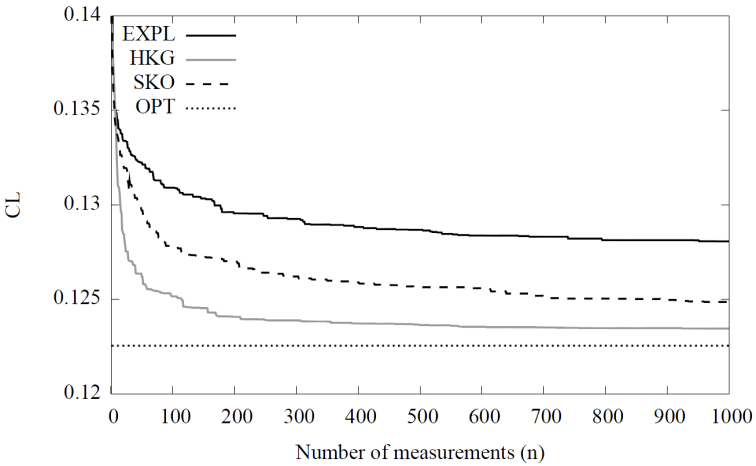 0.14
0.135
0.13
0.125
0.12
CL
EXPL
HKG
SKO
OPT
0 100 200 300 400 500 600 700 800 900 1000
Number of measurements (n)